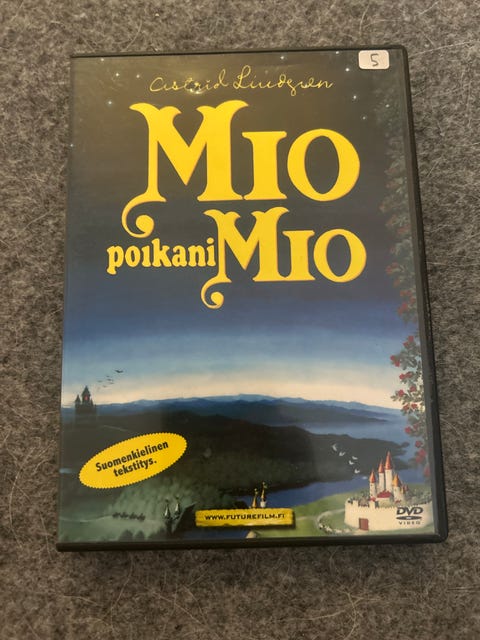 5
Astrid Lindgren
MIO
poikani MIO
Suomenkielinen
tekstitys.
WWW.FUTUREFILM.FI
DVD
VIDEO